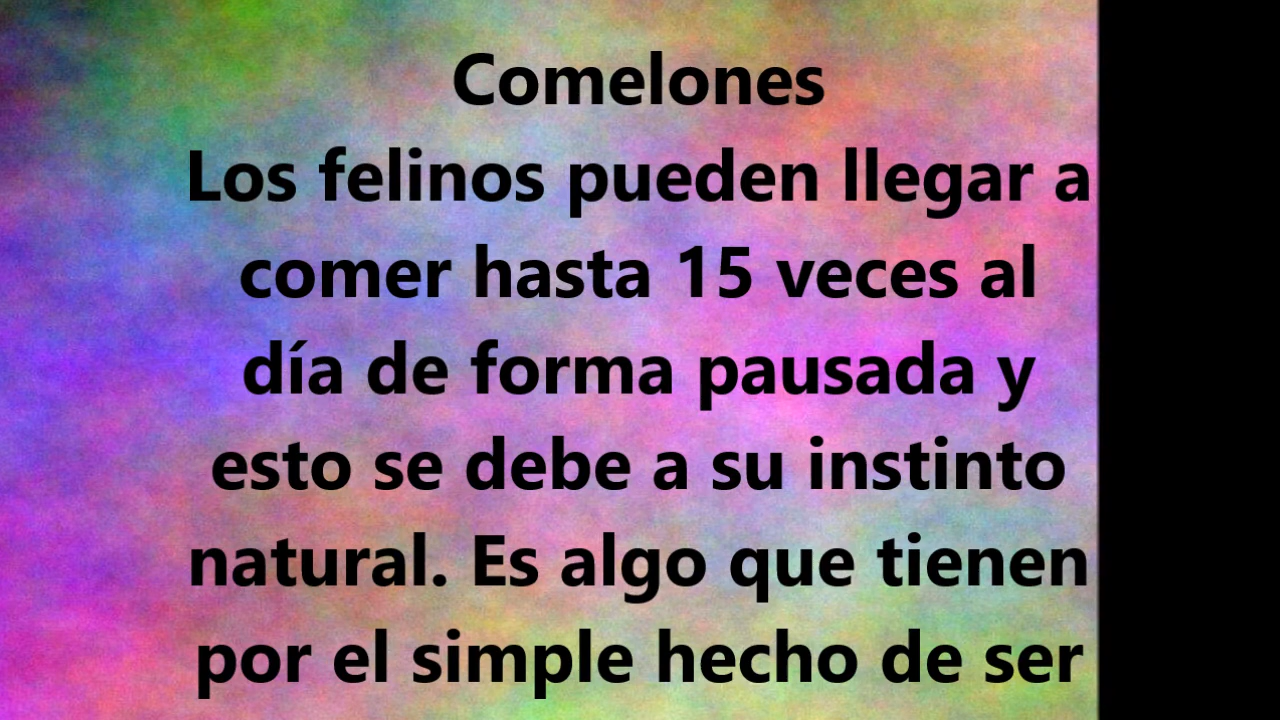 Comelones
Los felinos pueden llegar a
comer hasta 15 veces al
día de forma pausada y
esto se debe a su instinto
natural. Es algo que tienen
por el simple hecho de ser